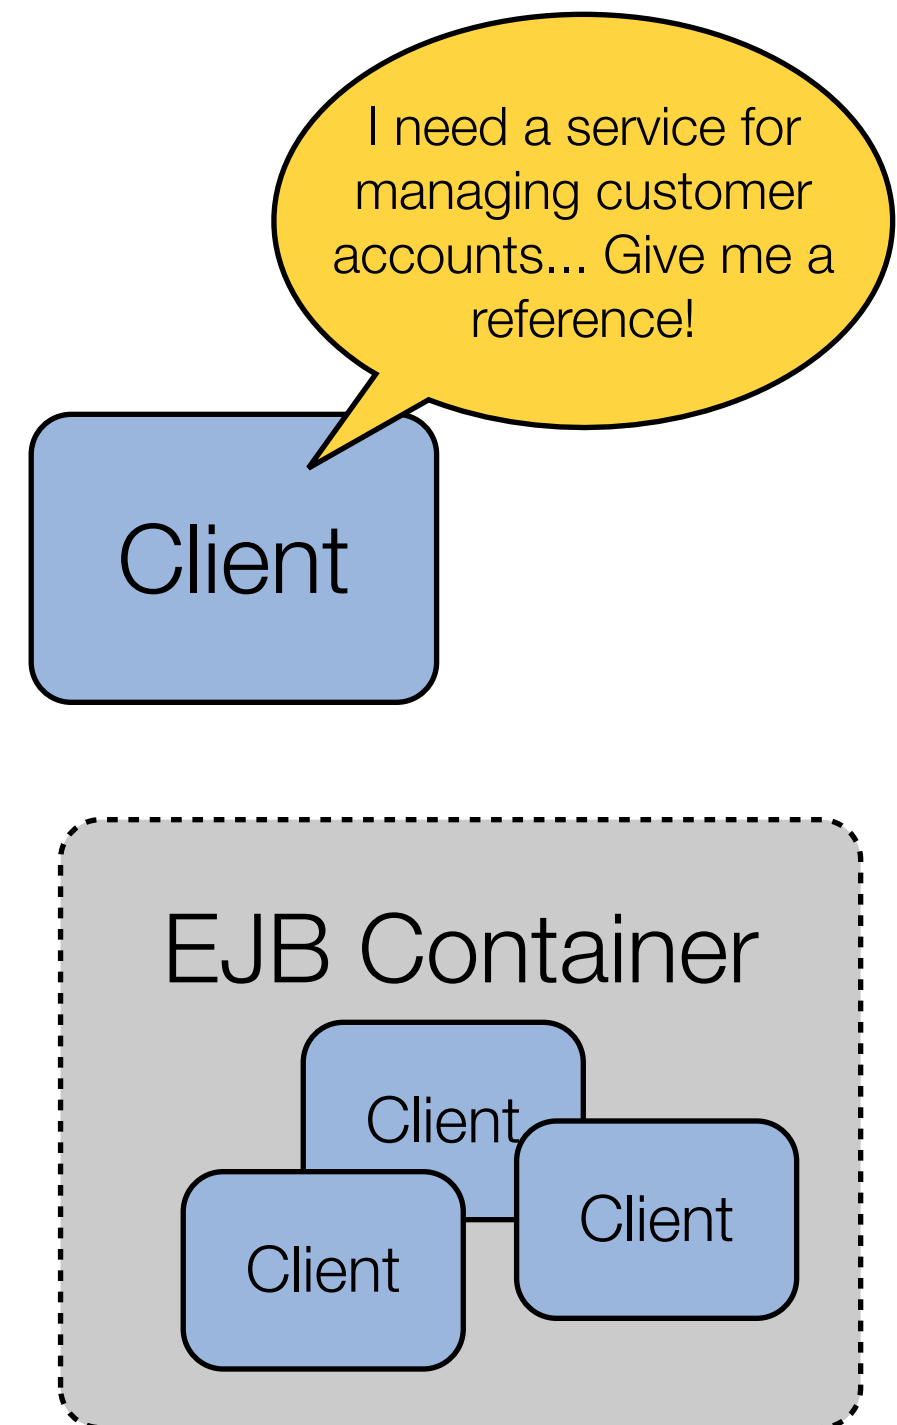 I need a service for
managing customer
accounts... Give me a
reference!
Client
EJB Container
Client
Client
Client